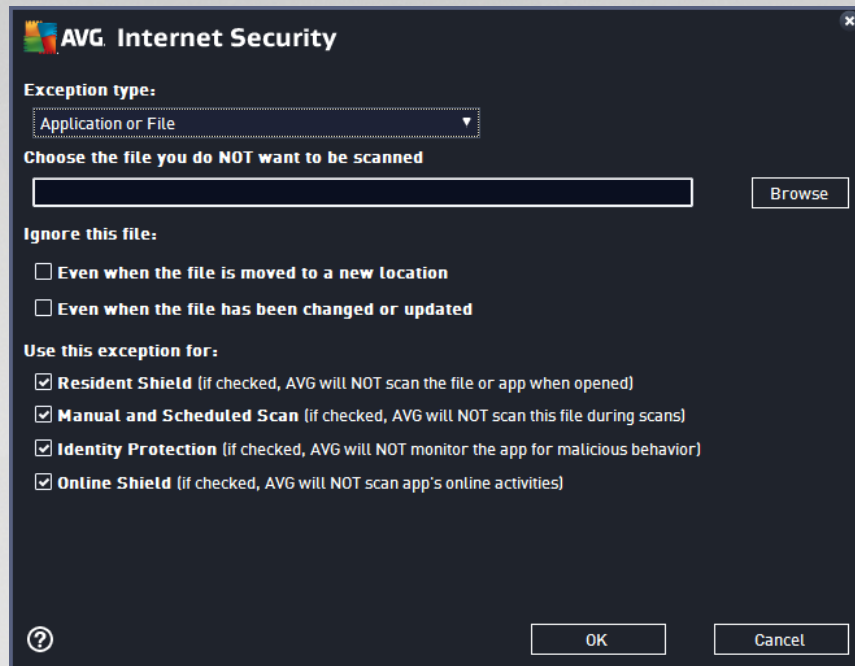 AVG. Internet Security
Exception type:
Application or File
Choose the file you do NOT want to be scanned
Browse
Ignore this file:
Even when the file is moved to a new location
Even when the file has been changed or updated
Use this exception for:
Resident Shield (if checked, AVG will NOT scan the file or app when opened)
Manual and Scheduled Scan (if checked, AVG will NOT scan this file during scans)
Identity Protection (if checked, AVG will NOT monitor the app for malicious behavior)
Online Shield (if checked, AVG will NOT scan app's online activities)
? OK Cancel